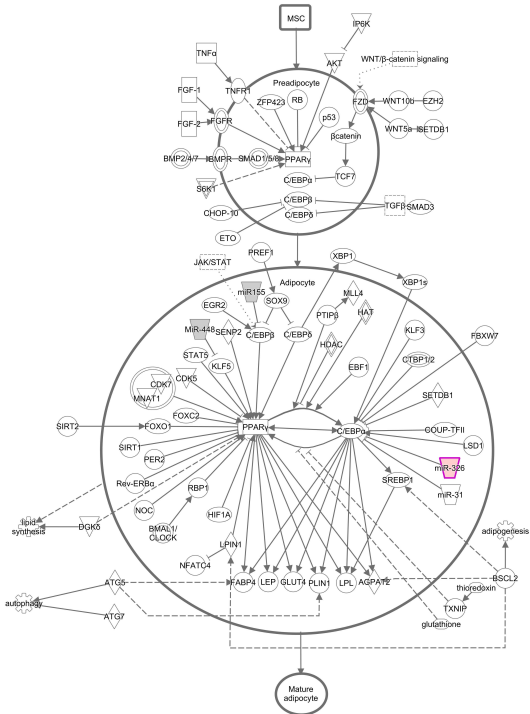 MSC
IP6K
TNFα
AKT
WNT/β-catenin signaling
Preadipocyte
TNFR1
FGF-1
ZFP423
RB
FZD
WNT10b
EZH2
FGF-2
FGFR
p53
WNT5a
SETDB1
βcatenin
BMP2/4/7
BMPR
SMAD1/5/8
PPARγ
TCF7
C/EBPα
S6K1
C/EBPβ
TGFβ
SMAD3
CHOP-10
C/EBPδ
ETO
PREF1
XBP1
JAK/STAT
Adipocyte
XBP1s
miR155
MLL4
EGR2
SOX9
PTIPβ
HAT
MiR-448
SENP2
C/EBPβ
C/EBPδ
KLF3
FBXW7
HDAC
STAT5
CTBP1/2
KLF5
EBF1
CDK7
CDK5
MNAT1
SETDB1
FOXC2
SIRT2
FOXO1
PPARγ
C/EBPα
COUP-TFII
SIRT1
LSD1
PER2
miR-326
Rev-ERBα
RBP1
SREBP1
miR-31
NOC
HIF1A
lipid
synthesis
DGKδ
BMAL1/
CLOCK
LPIN1
adipogenesis
NFATC4
ATG5
FABP4
LEP
GLUT4
PLIN1
LPL
AGPAT2
BSCL2
thioredoxin
autophagy
ATG7
TXNIP
glutathione
Mature
adipocyte